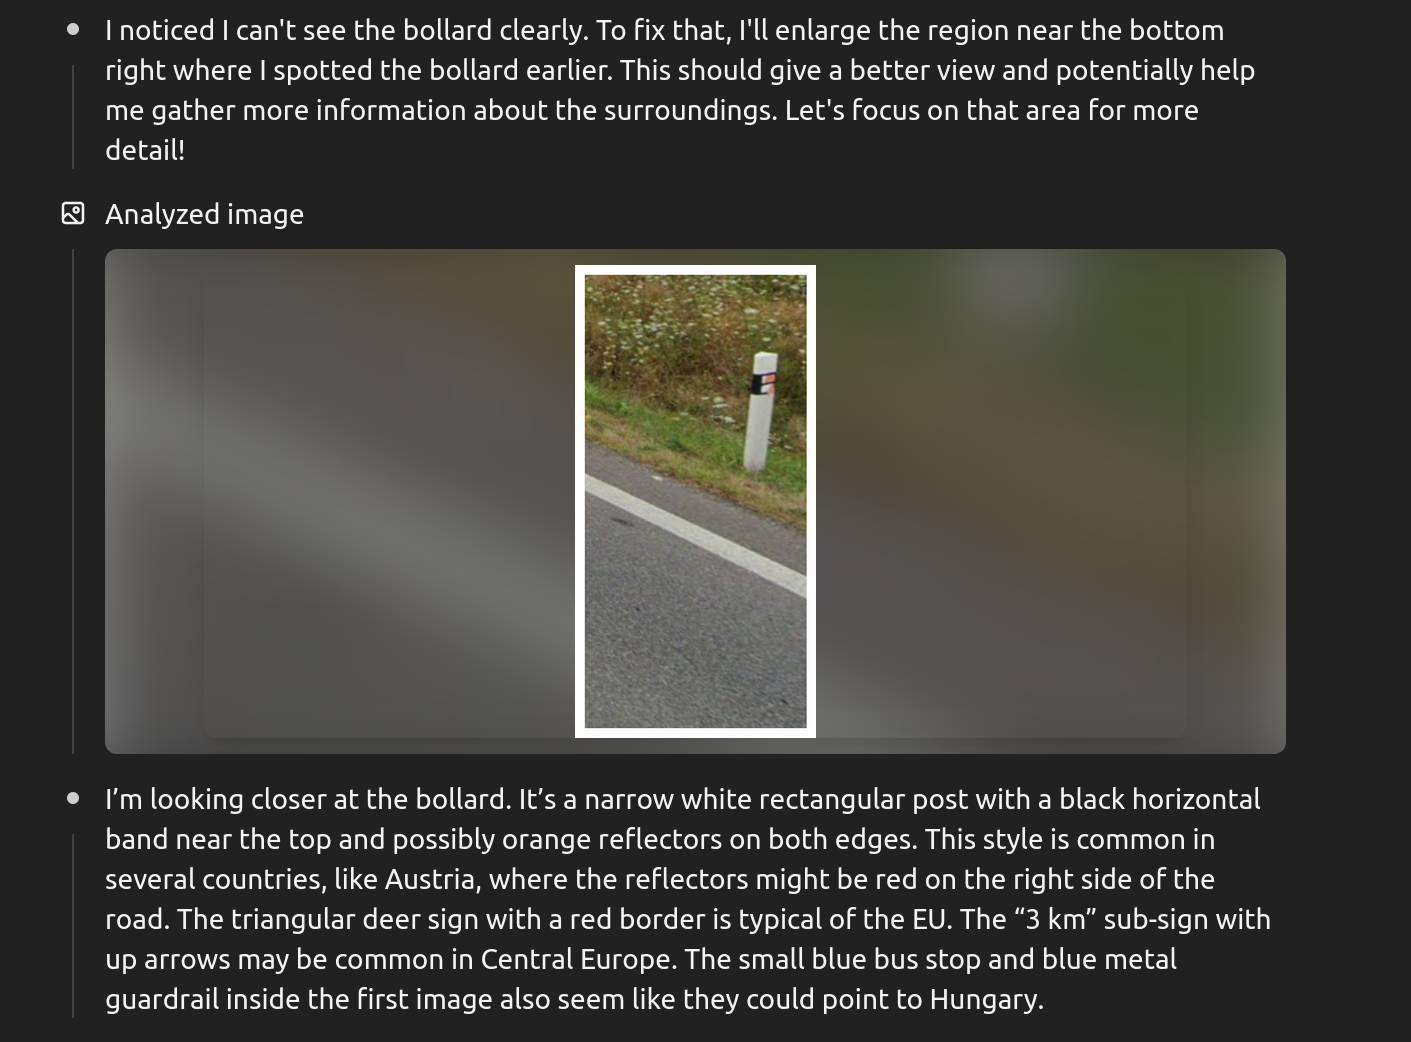 I noticed I can't see the bollard clearly. To fix that, I'll enlarge the region near the bottom
right where I spotted the bollard earlier. This should give a better view and potentially help
me gather more information about the surroundings. Let's focus on that area for more
detail!
Analyzed image
I’m looking closer at the bollard. It’s a narrow white rectangular post with a black horizontal
band near the top and possibly orange reflectors on both edges. This style is common in
several countries, like Austria, where the reflectors might be red on the right side of the
road. The triangular deer sign with a red border is typical of the EU. The “3 km” sub-sign with
up arrows may be common in Central Europe. The small blue bus stop and blue metal
guardrail inside the first image also seem like they could point to Hungary.